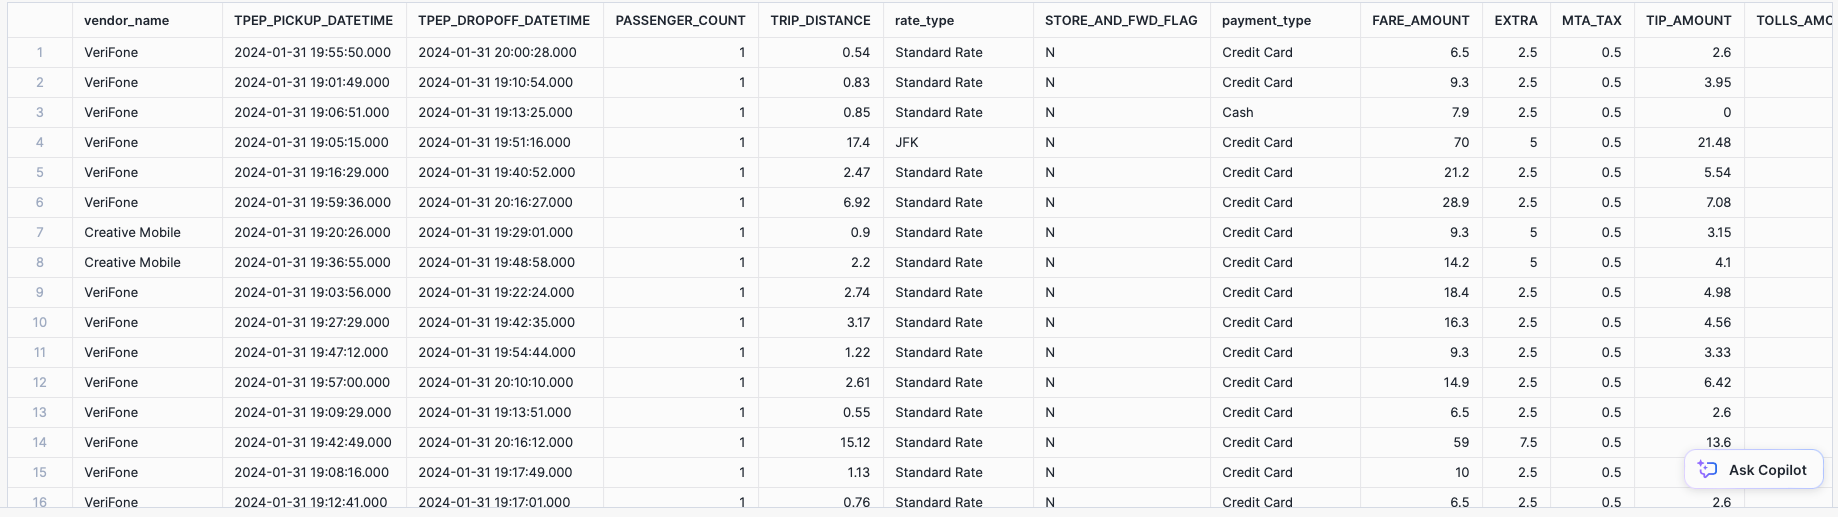 vendor_name TPEP_PICKUP_DATETIME TPEP_DROPOFF_DATETIME PASSENGER_COUNT TRIP_DISTANCE rate_type STORE_AND_FWD_FLAG payment_type FARE_AMOUNT EXTRA MTA_TAX TIP_AMOUNT TOLLS_AMO
1 VeriFone 2024-01-31 19:55:50.000 2024-01-31 20:00:28.000 1 0.54 Standard Rate N Credit Card 6.5 2.5 0.5 2.6
2 VeriFone 2024-01-31 19:01:49.000 2024-01-31 19:10:54.000 1 0.83 Standard Rate N Credit Card 9.3 2.5 0.5 3.95
3 VeriFone 2024-01-31 19:06:51.000 2024-01-31 19:13:25.000 1 0.85 Standard Rate N Cash 7.9 2.5 0.5 0
4 VeriFone 2024-01-31 19:05:15.000 2024-01-31 19:51:16.000 1 17.4 JFK N Credit Card 70 5 0.5 21.48
5 VeriFone 2024-01-31 19:16:29.000 2024-01-31 19:40:52.000 1 2.47 Standard Rate N Credit Card 21.2 2.5 0.5 5.54
6 VeriFone 2024-01-31 19:59:36.000 2024-01-31 20:16:27.000 1 6.92 Standard Rate N Credit Card 28.9 2.5 0.5 7.08
7 Creative Mobile 2024-01-31 19:20:26.000 2024-01-31 19:29:01.000 1 0.9 Standard Rate N Credit Card 9.3 5 0.5 3.15
8 Creative Mobile 2024-01-31 19:36:55.000 2024-01-31 19:48:58.000 1 2.2 Standard Rate N Credit Card 14.2 5 0.5 4.1
9 VeriFone 2024-01-31 19:03:56.000 2024-01-31 19:22:24.000 1 2.74 Standard Rate N Credit Card 18.4 2.5 0.5 4.98
10 VeriFone 2024-01-31 19:27:29.000 2024-01-31 19:42:35.000 1 3.17 Standard Rate N Credit Card 16.3 2.5 0.5 4.56
11 VeriFone 2024-01-31 19:47:12.000 2024-01-31 19:54:44.000 1 1.22 Standard Rate N Credit Card 9.3 2.5 0.5 3.33
12 VeriFone 2024-01-31 19:57:00.000 2024-01-31 20:10:10.000 1 2.61 Standard Rate N Credit Card 14.9 2.5 0.5 6.42
13 VeriFone 2024-01-31 19:09:29.000 2024-01-31 19:13:51.000 1 0.55 Standard Rate N Credit Card 6.5 2.5 0.5 2.6
14 VeriFone 2024-01-31 19:42:49.000 2024-01-31 20:16:12.000 1 15.12 Standard Rate N Credit Card 59 7.5 0.5 13.6
15 VeriFone 2024-01-31 19:08:16.000 2024-01-31 19:17:49.000 1 1.13 Standard Rate N Credit Card 10 2.5 0.5
Ask Copilot
16 VeriFone 2024-01-31 19:12:41.000 2024-01-31 19:17:01.000 1 0.76 Standard Rate N Credit Card 6.5 2.5 0.5 2.6